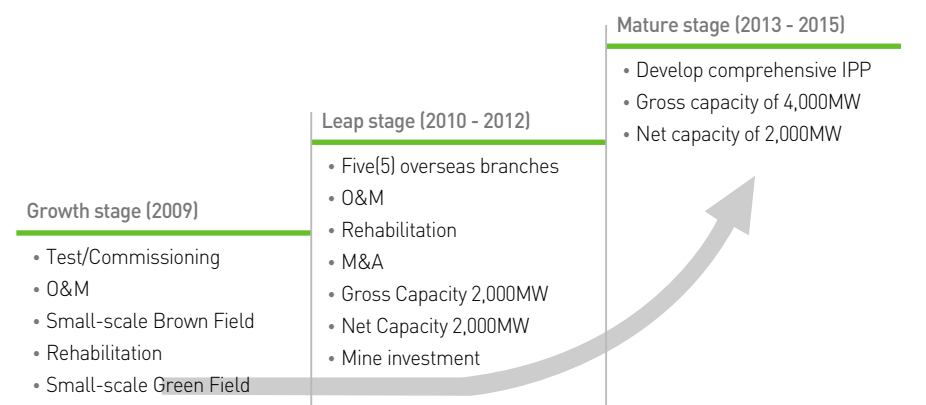 Growth stage (2009)
• Test/Commissioning
• O&M
• Small-scale Brown Field
• Rehabilitation
• Small-scale Green Field
Leap stage (2010 - 2012)
• Five(5) overseas branches
• O&M
• Rehabilitation
• M&A
• Gross Capacity 2,000MW
• Net Capacity 2,000MW
• Mine investment
Mature stage (2013 - 2015)
• Develop comprehensive IPP
• Gross capacity of 4,000MW
• Net capacity of 2,000MW